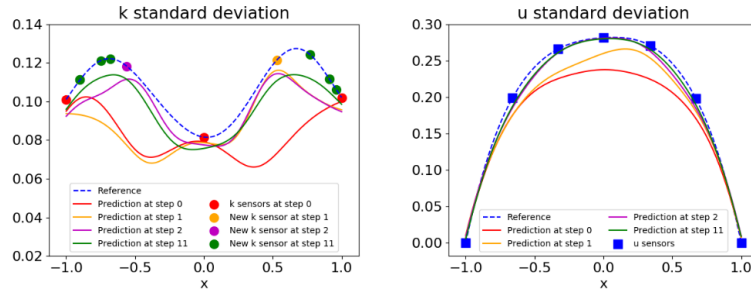 k standard deviation
0.14
0.12
0.10
0.08
0.06
0.04
0.02
−1.0
−0.5
0.0
0.5
1.0
x
Reference
Prediction at step 0
Prediction at step 1
Prediction at step 2
Prediction at step 11
k sensors at step 0
New k sensor at step 1
New k sensor at step 2
New k sensor at step 11
u standard deviation
0.30
0.25
0.20
0.15
0.10
0.05
0.00
−1.0
−0.5
0.0
0.5
1.0
x
Reference
Prediction at step 0
Prediction at step 1
Prediction at step 2
Prediction at step 11
u sensors